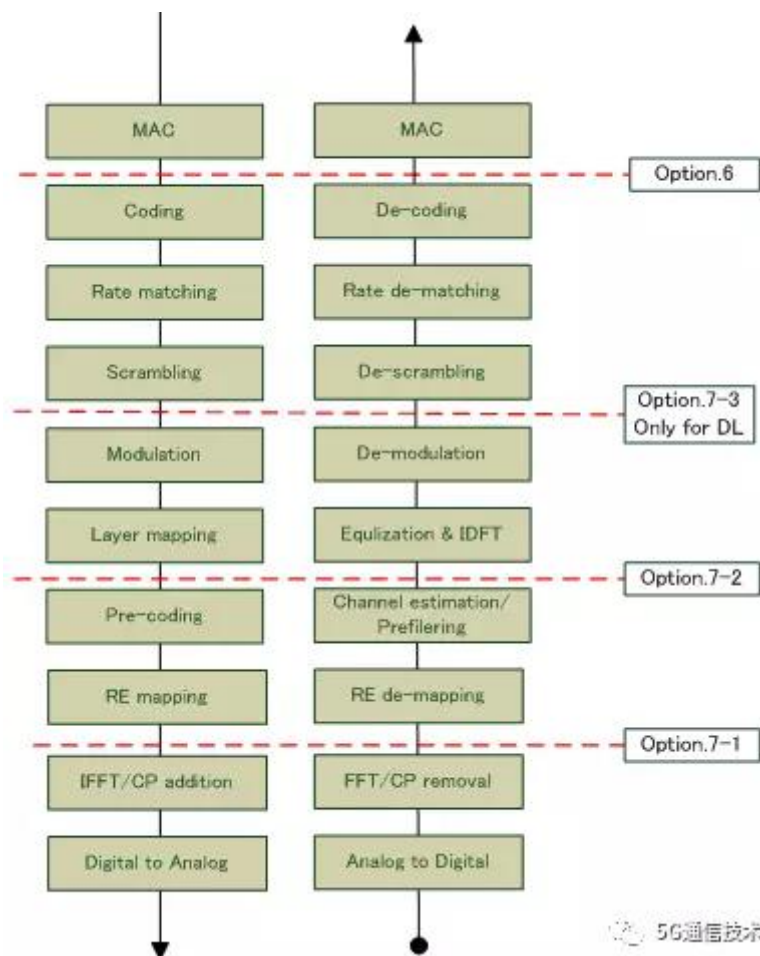 MAC
MAC
Option.6
Coding
De-coding
Rate matching
Rate de-matching
Scrambling
De-scrambling
Option.7-3
Only for DL
Modulation
De-modulation
Layer mapping
Equlization & IDFT
Option.7-2
Pre-coding
Channel estimation/
Prefilering
RE mapping
RE de-mapping
Option.7-1
IFFT/CP addition
FFT/CP removal
Digital to Analog
Analog to Digital
5G通信技术